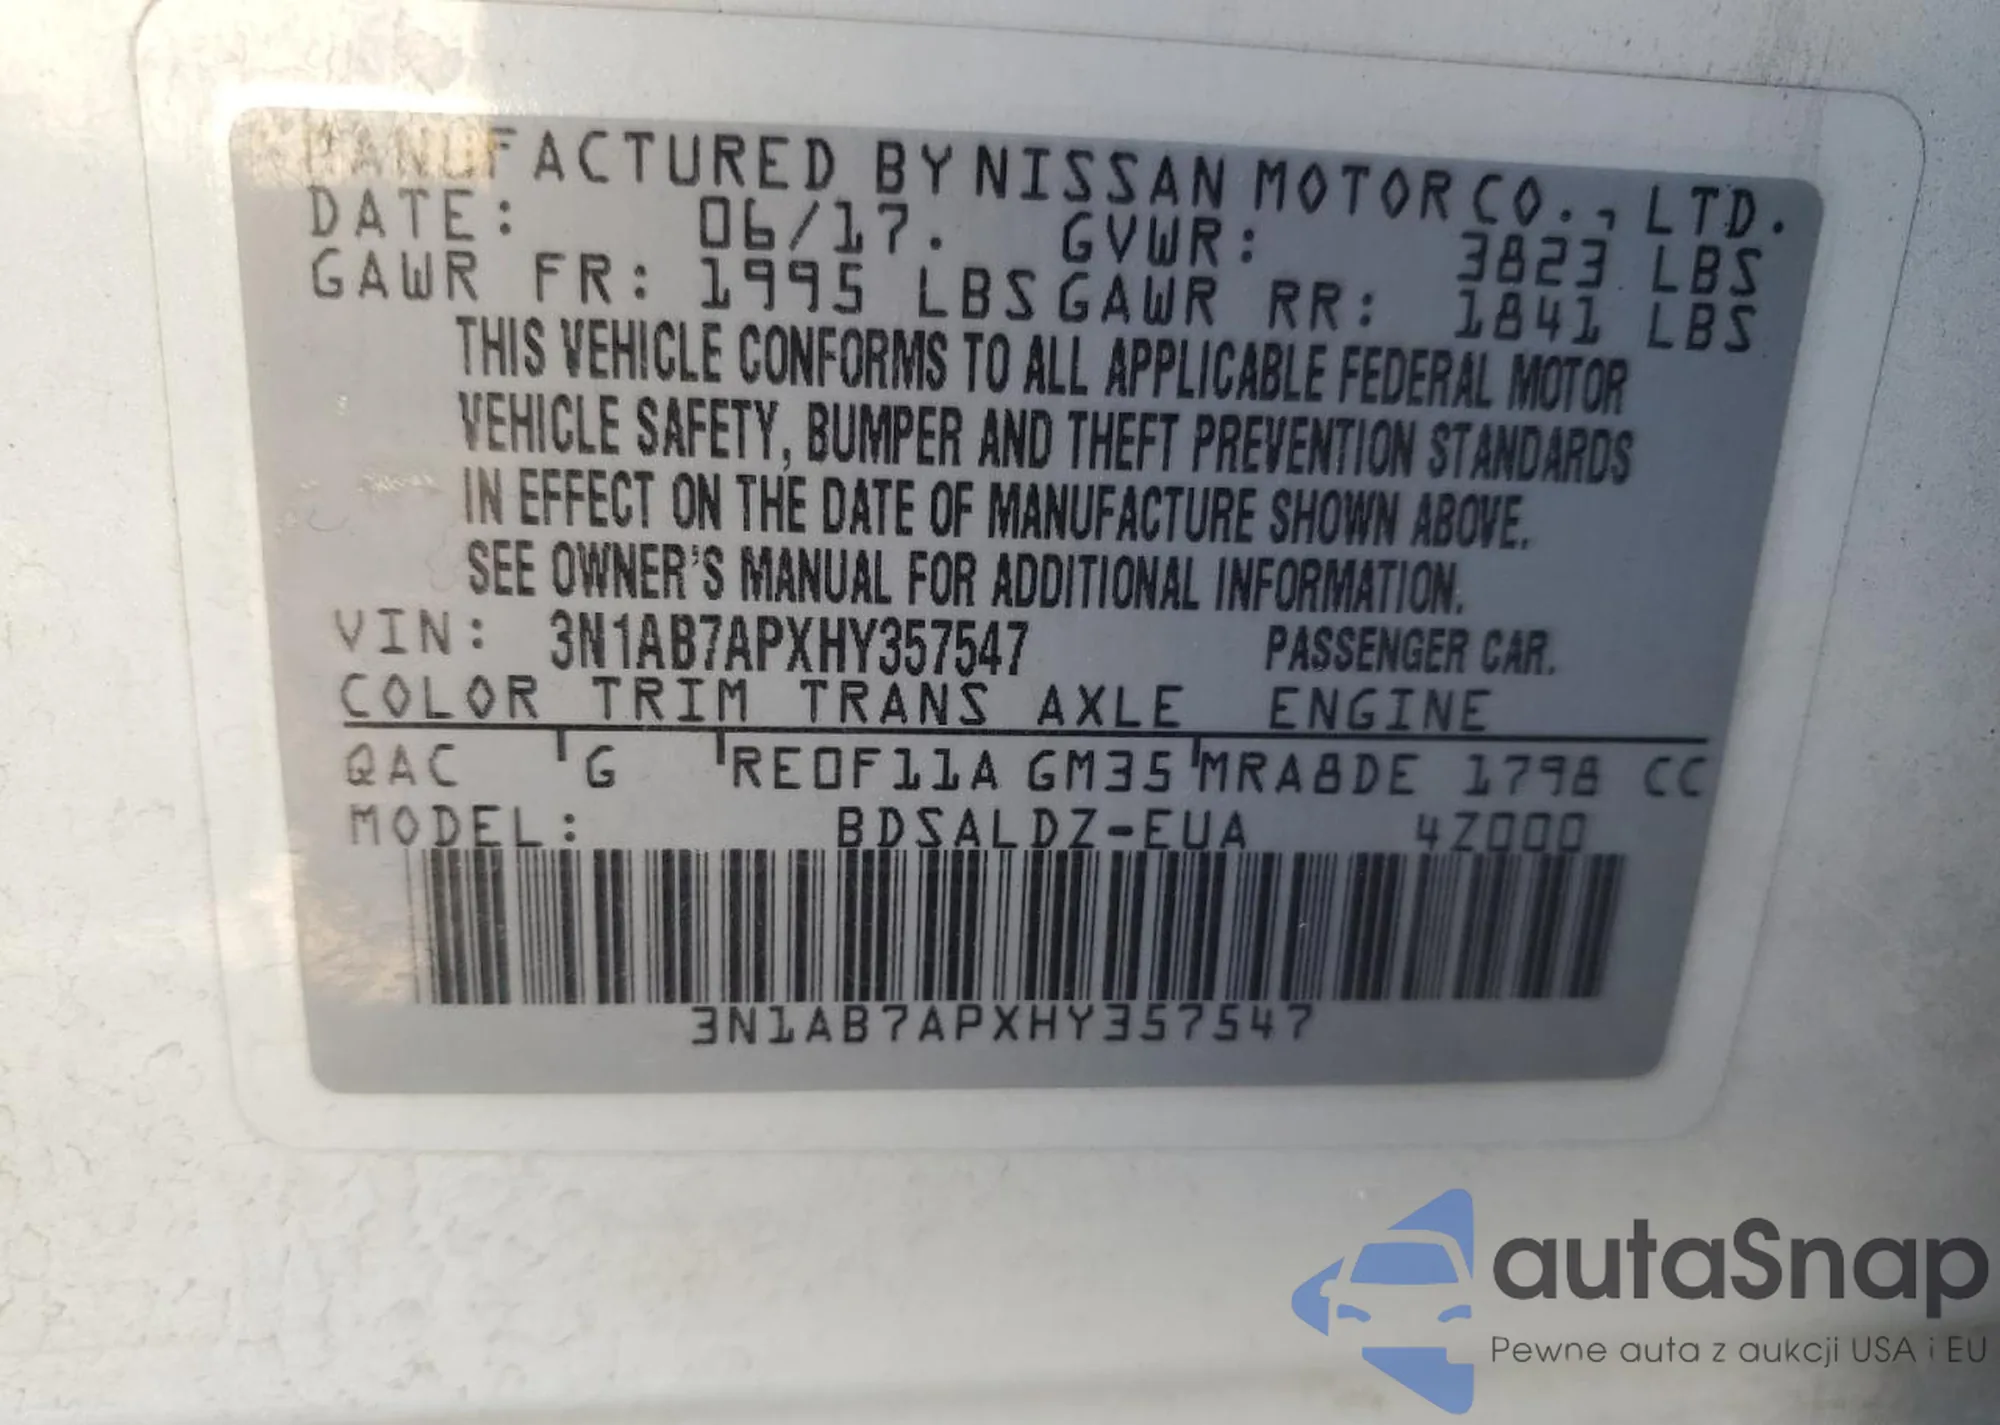 MANUFACTURED BY NISSAN MOTOR CO., LTD.
DATE: 06/17. GVWR: 3823 LBS
GAWR FR: 1995 LBS GAWR RR: 1841 LBS
THIS VEHICLE CONFORMS TO ALL APPLICABLE FEDERAL MOTOR
VEHICLE SAFETY, BUMPER AND THEFT PREVENTION STANDARDS
IN EFFECT ON THE DATE OF MANUFACTURE SHOWN ABOVE.
SEE OWNER'S MANUAL FOR ADDITIONAL INFORMATION.
VIN: 3N1AB7APXHY357547 PASSENGER CAR.
COLOR TRIM TRANS AXLE ENGINE
QAC G RE0F11A GM35 MRA8DE 1798 CC
MODEL: BDSALDZ-EUA 4Z000
3N1AB7APXHY357547
autaSnap
Pewne auta z aukcji USA i EU